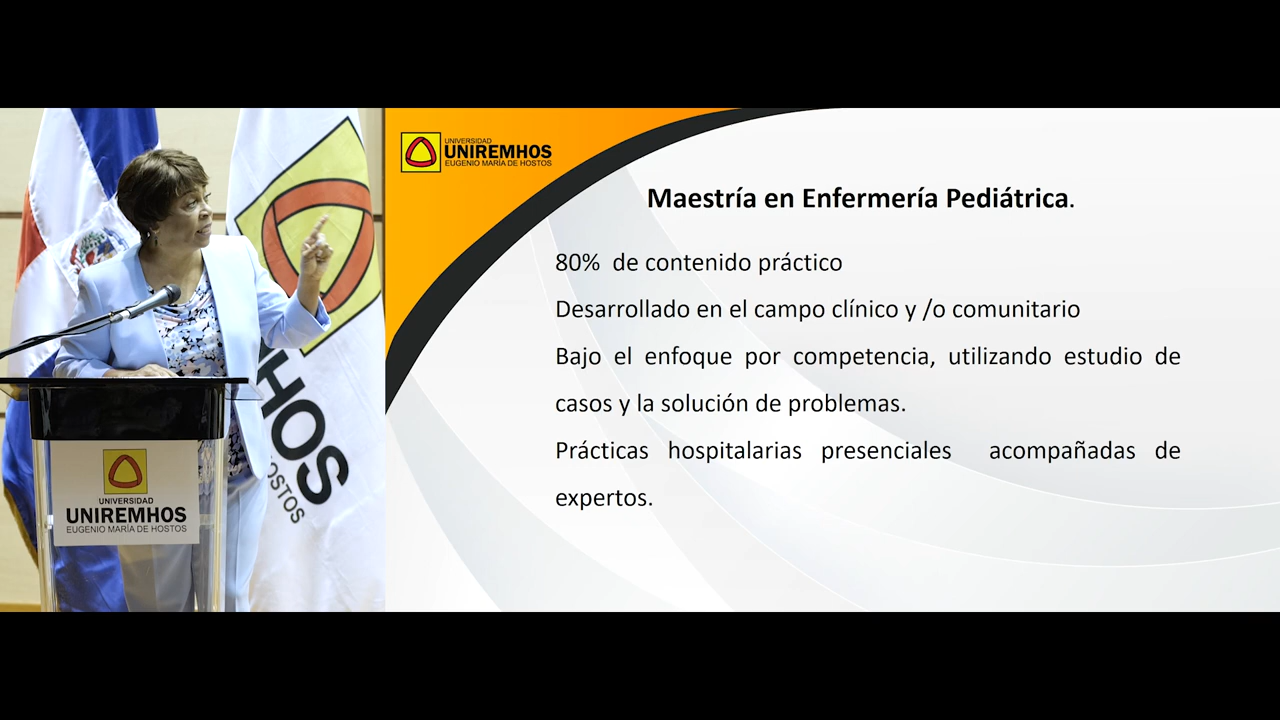 UNIVERSIDAD
UNIREMHOS
EUGENIO MARÍA DE HOSTOS
Maestría en Enfermería Pediátrica.
80%  de contenido práctico
Desarrollado en el campo clínico y /o comunitario
Bajo el enfoque por competencia, utilizando estudio de
casos y la solución de problemas.
Prácticas hospitalarias presenciales  acompañadas de
expertos.
HOS
OSTOS
UNIVERSIDAD
UNIREMHOS
EUGENIO MARÍA DE HOSTOS